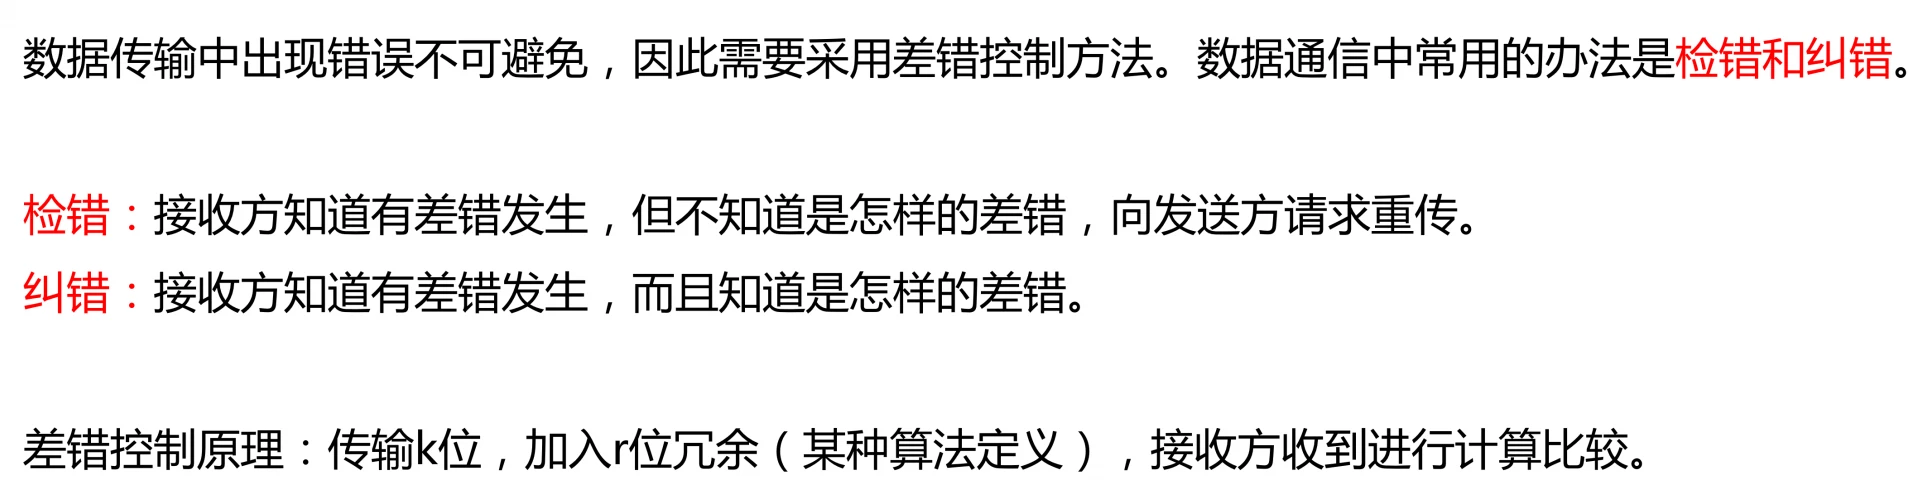 数据传输中出现错误不可避免，因此需要采用差错控制方法。数据通信中常用的办法是检错和纠错。
检错：接收方知道有差错发生，但不知道是怎样的差错，向发送方请求重传。
纠错：接收方知道有差错发生，而且知道是怎样的差错。
差错控制原理：传输k位，加入r位冗余（某种算法定义），接收方收到进行计算比较。